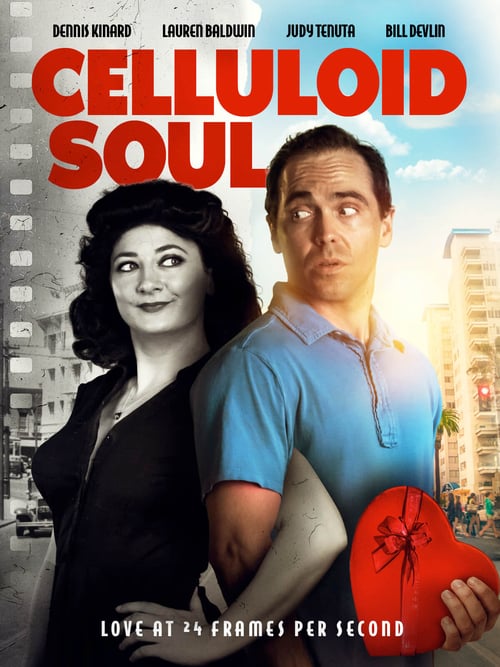 DENNIS KINARD LAUREN BALDWIN JUDY TENUTA BILL DEVLIN
CELLULOID
SOUL
LOVE AT 24 FRAMES PER SECOND